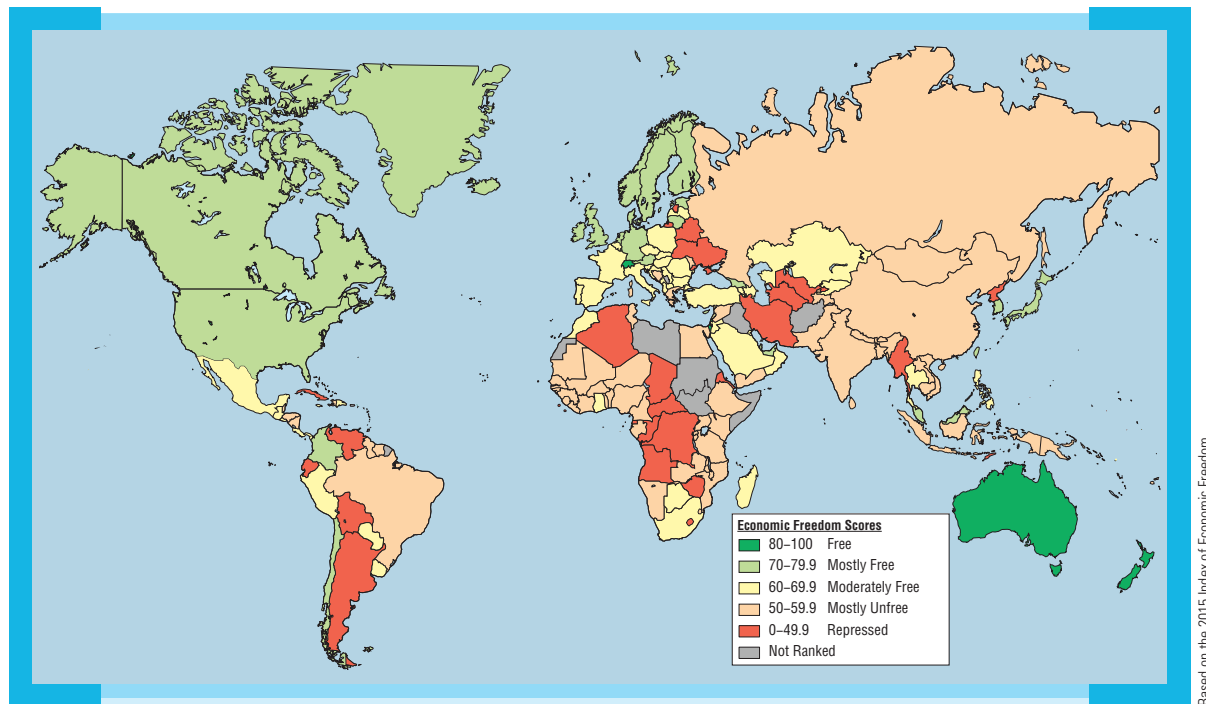 Economic Freedom Scores
80–100 Free
70–79.9 Mostly Free
60–69.9 Moderately Free
50–59.9 Mostly Unfree
0–49.9 Repressed
Not Ranked
Based on the 2015 Index of Economic Freedom